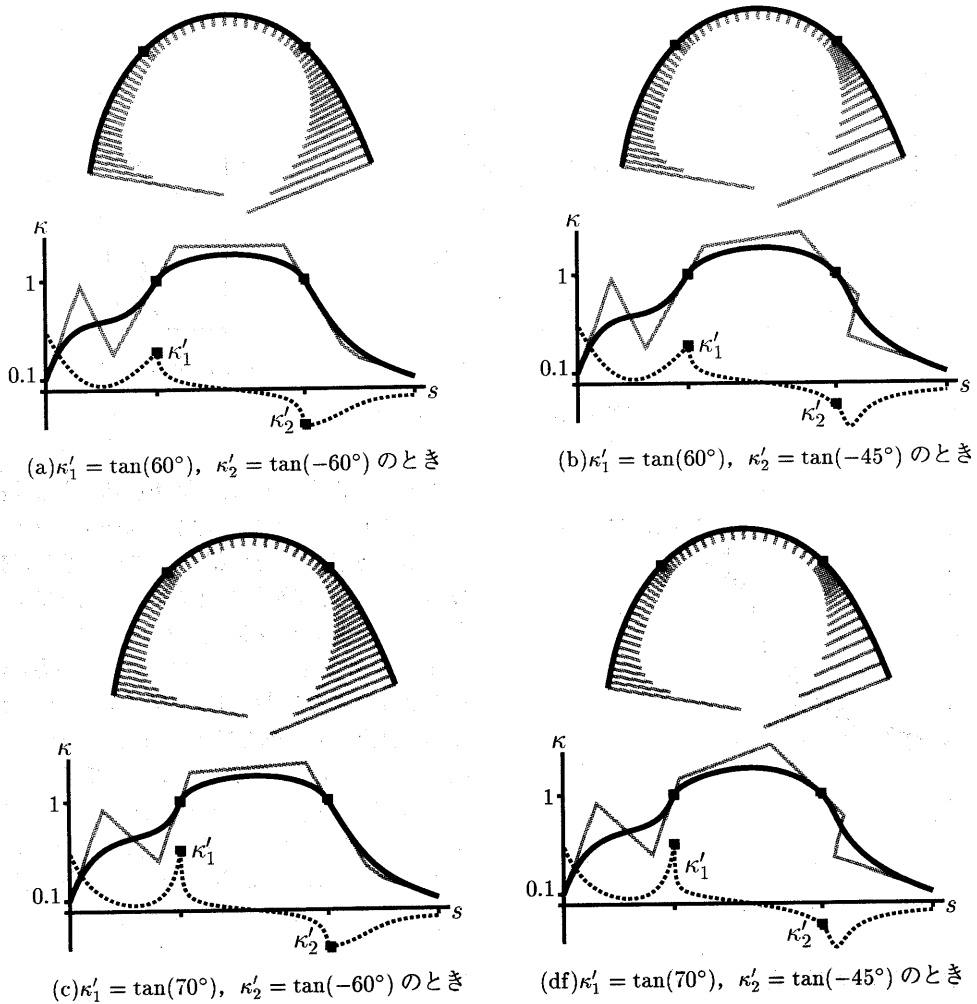 κ
1
κ′₁
0.1
s
κ′₂
(a)κ′₁ = tan(60°), κ′₂ = tan(−60°) のとき
κ
1
κ′₁
0.1
s
κ′₂
(b)κ′₁ = tan(60°), κ′₂ = tan(−45°) のとき
κ
1
κ′₁
0.1
s
κ′₂
(c)κ′₁ = tan(70°), κ′₂ = tan(−60°) のとき
κ
1
κ′₁
0.1
s
κ′₂
(df)κ′₁ = tan(70°), κ′₂ = tan(−45°) のとき